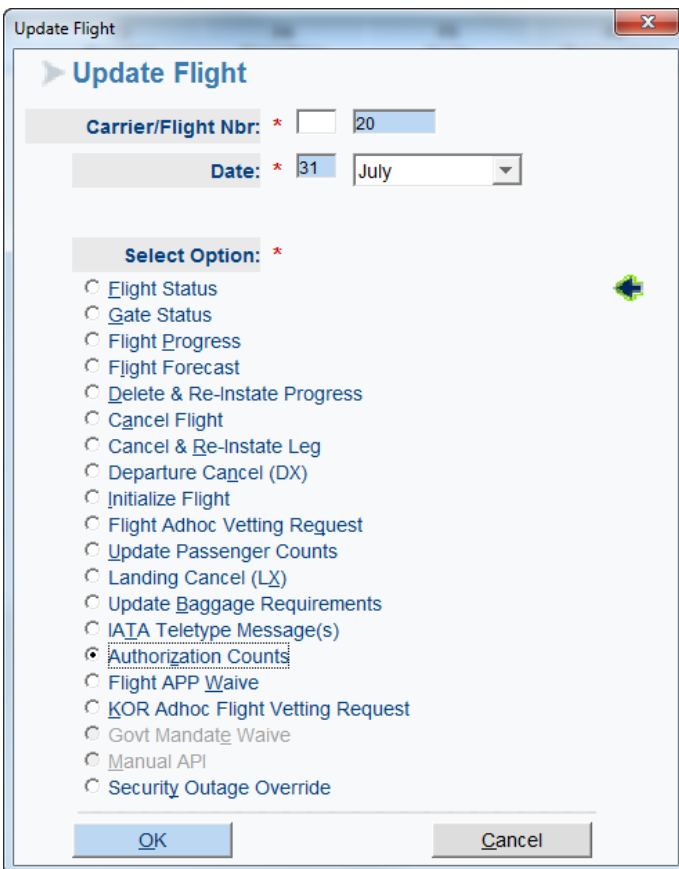 Update Flight
Update Flight
Carrier/Flight Nbr: * 20
Date: * 31 July
Select Option: *
Flight Status
Gate Status
Flight Progress
Flight Forecast
Delete & Re-Instate Progress
Cancel Flight
Cancel & Re-Instate Leg
Departure Cancel (DX)
Initialize Flight
Flight Adhoc Vetting Request
Update Passenger Counts
Landing Cancel (LX)
Update Baggage Requirements
IATA Teletype Message(s)
Authorization Counts
Flight APP Waive
KOR Adhoc Flight Vetting Request
Govt Mandate Waive
Manual API
Security Outage Override
OK Cancel